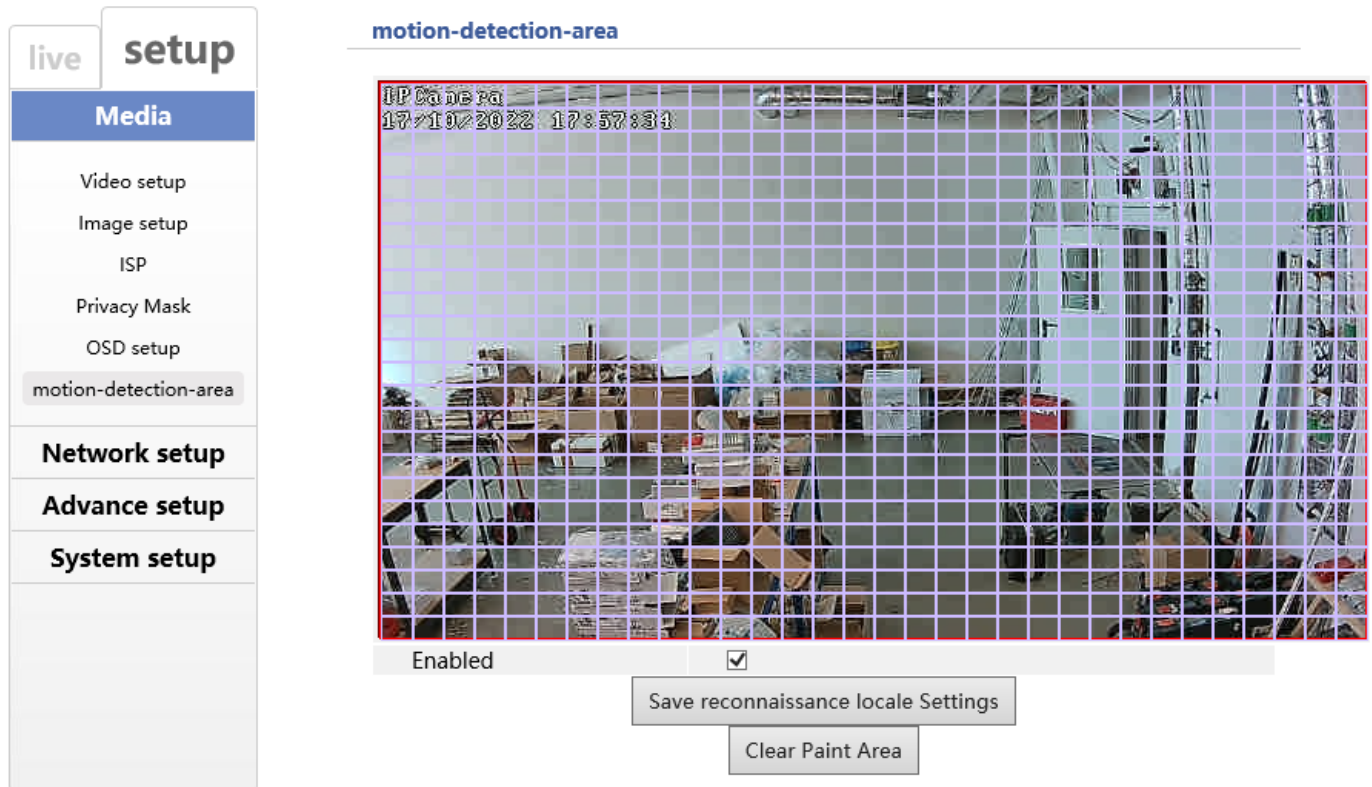 live
setup
motion-detection-area
Media
IPCamera
17/10/2022 17:57:34
Video setup
Image setup
ISP
Privacy Mask
OSD setup
motion-detection-area
Network setup
Advance setup
System setup
Enabled
Save reconnaissance locale Settings
Clear Paint Area